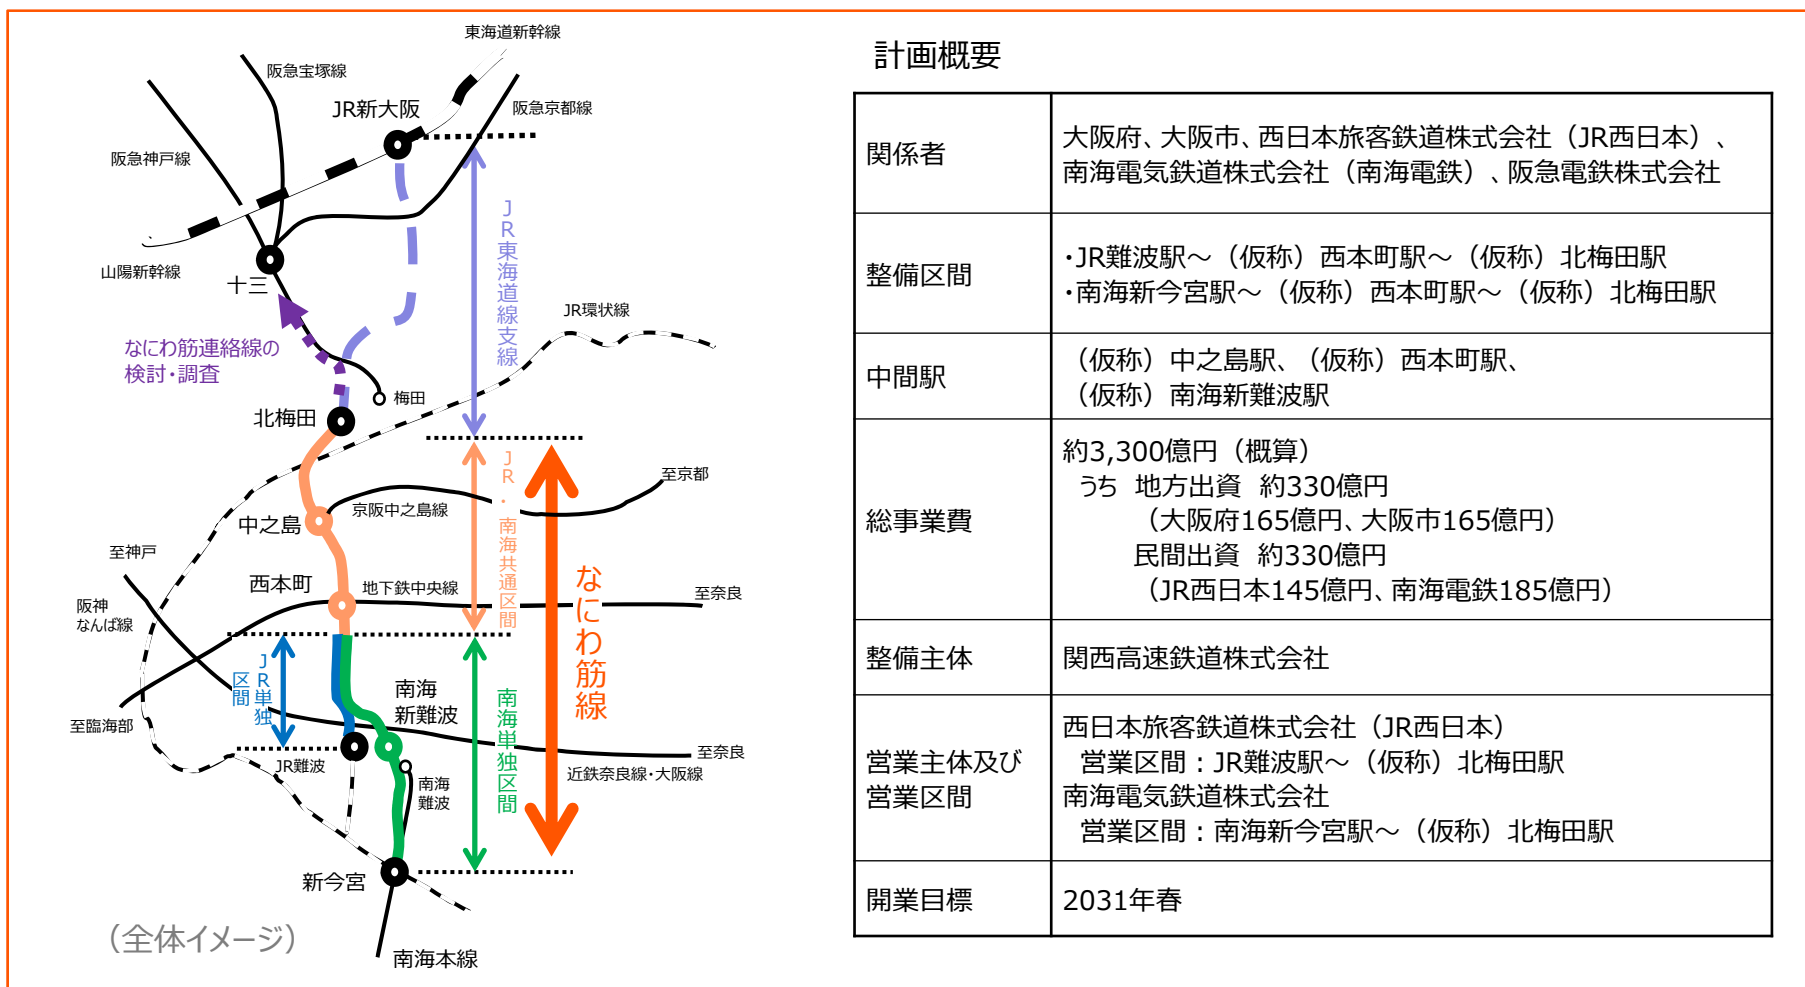 東海道新幹線
阪急宝塚線
JR新大阪
阪急京都線
阪急神戸線
JR東海道線支線
山陽新幹線
十三
JR環状線
なにわ筋連絡線の
検討・調査
梅田
北梅田
JR・南海共通区間
至京都
京阪中之島線
中之島
至神戸
西本町
地下鉄中央線
至奈良
阪神
なんば線
なにわ筋線
JR単独
区間
南海
新難波
南海単独区間
至臨海部
至奈良
JR難波
近鉄奈良線・大阪線
南海
難波
新今宮
（全体イメージ）
南海本線
計画概要
関係者
大阪府、大阪市、西日本旅客鉄道株式会社（JR西日本）、
南海電気鉄道株式会社（南海電鉄）、阪急電鉄株式会社
整備区間
・JR難波駅～（仮称）西本町駅～（仮称）北梅田駅
・南海新今宮駅～（仮称）西本町駅～（仮称）北梅田駅
中間駅
（仮称）中之島駅、（仮称）西本町駅、
（仮称）南海新難波駅
総事業費
約3,300億円（概算）
うち 地方出資 約330億円
（大阪府165億円、大阪市165億円）
民間出資 約330億円
（JR西日本145億円、南海電鉄185億円）
整備主体
関西高速鉄道株式会社
営業主体及び
営業区間
西日本旅客鉄道株式会社（JR西日本）
営業区間：JR難波駅～（仮称）北梅田駅
南海電気鉄道株式会社
営業区間：南海新今宮駅～（仮称）北梅田駅
開業目標
2031年春